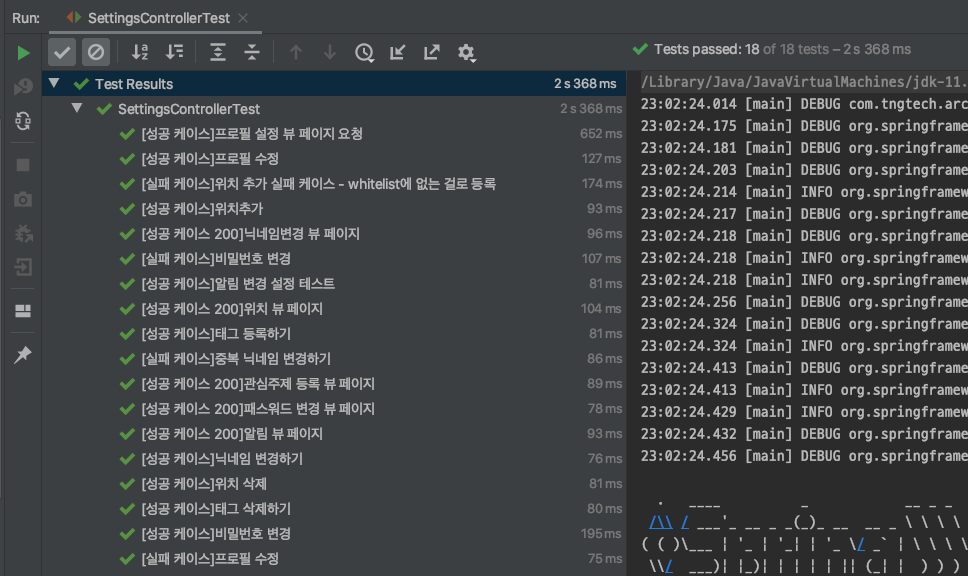 Run: SettingsControllerTest
Tests passed: 18 of 18 tests – 2 s 368 ms
Test Results 2 s 368 ms
SettingsControllerTest 2 s 368 ms
[성공 케이스]프로필 설정 뷰 페이지 요청 652 ms
[성공 케이스]프로필 수정 127 ms
[실패 케이스]위치 추가 실패 케이스 - whitelist에 없는 걸로 등록 174 ms
[성공 케이스]위치추가 93 ms
[성공 케이스 200]닉네임변경 뷰 페이지 96 ms
[실패 케이스]비밀번호 변경 107 ms
[성공 케이스]알림 변경 설정 테스트 81 ms
[성공 케이스 200]위치 뷰 페이지 104 ms
[성공 케이스]태그 등록하기 81 ms
[실패 케이스]중복 닉네임 변경하기 86 ms
[성공 케이스 200]관심주제 등록 뷰 페이지 89 ms
[성공 케이스 200]패스워드 변경 뷰 페이지 78 ms
[성공 케이스 200]알림 뷰 페이지 93 ms
[성공 케이스]닉네임 변경하기 76 ms
[성공 케이스]위치 삭제 81 ms
[성공 케이스]태그 삭제하기 80 ms
[성공 케이스]비밀번호 변경 195 ms
[실패 케이스]프로필 수정 75 ms
/Library/Java/JavaVirtualMachines/jdk-11.
23:02:24.014 [main] DEBUG com.tngtech.arc
23:02:24.175 [main] DEBUG org.springframe
23:02:24.181 [main] DEBUG org.springframe
23:02:24.203 [main] DEBUG org.springframe
23:02:24.214 [main] INFO org.springframew
23:02:24.217 [main] DEBUG org.springframe
23:02:24.218 [main] DEBUG org.springframe
23:02:24.218 [main] INFO org.springframew
23:02:24.218 [main] INFO org.springframew
23:02:24.256 [main] DEBUG org.springframe
23:02:24.324 [main] DEBUG org.springframe
23:02:24.324 [main] INFO org.springframew
23:02:24.413 [main] DEBUG org.springframe
23:02:24.413 [main] INFO org.springframew
23:02:24.429 [main] INFO org.springframew
23:02:24.432 [main] DEBUG org.springframe
23:02:24.456 [main] DEBUG org.springframe